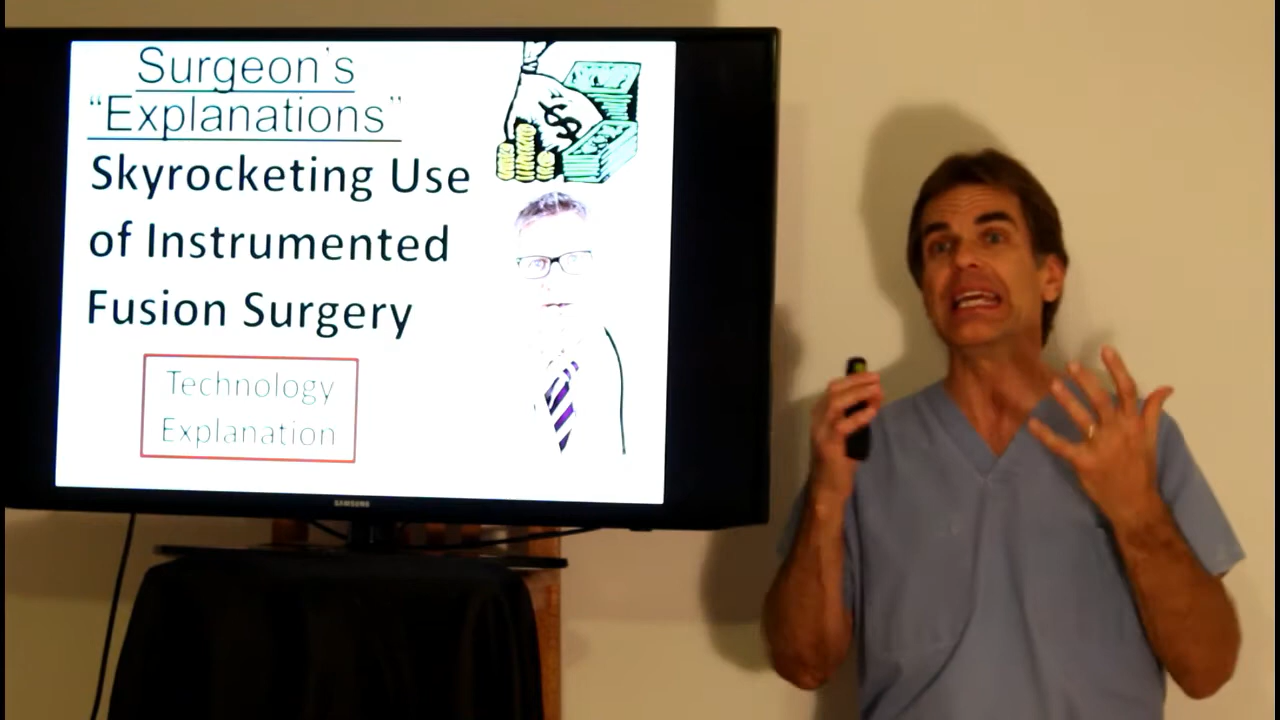 Surgeon's
"Explanations"
Skyrocketing Use
of Instrumented
Fusion Surgery
Technology
Explanation
$
SAMSUNG